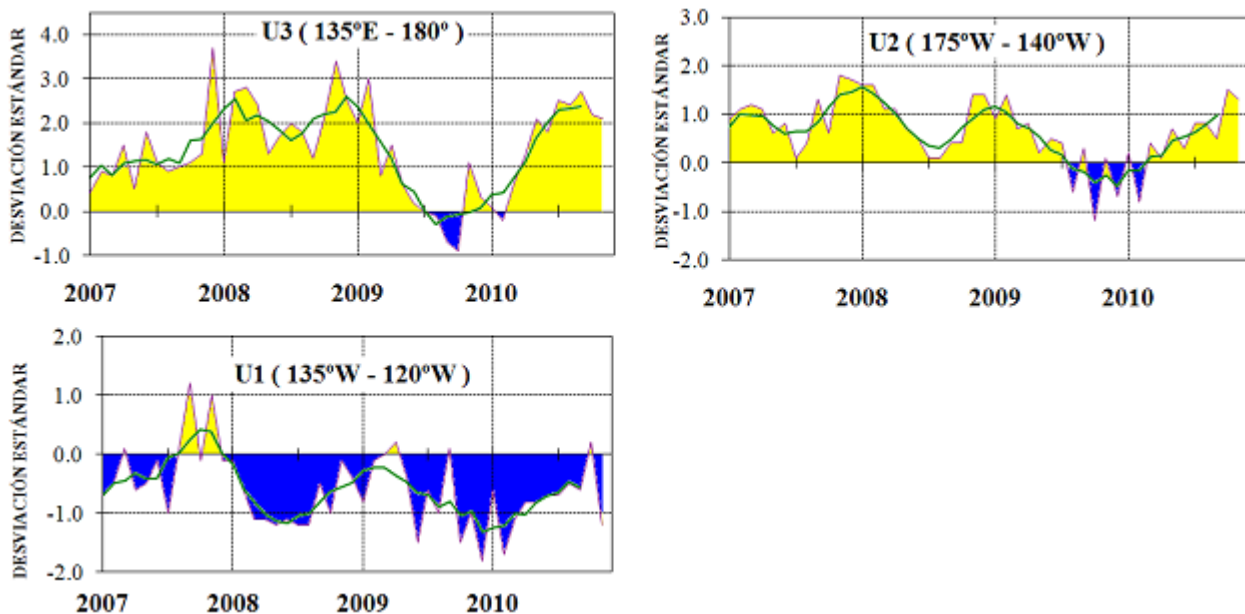 U3 ( 135ºE - 180º )
DESVIACIÓN ESTÁNDAR
4.0
3.0
2.0
1.0
0.0
-1.0
2007 2008 2009 2010
U2 ( 175ºW - 140ºW )
DESVIACIÓN ESTÁNDAR
3.0
2.0
1.0
0.0
-1.0
-2.0
2007 2008 2009 2010
U1 ( 135ºW - 120ºW )
DESVIACIÓN ESTÁNDAR
2.0
1.0
0.0
-1.0
-2.0
2007 2008 2009 2010